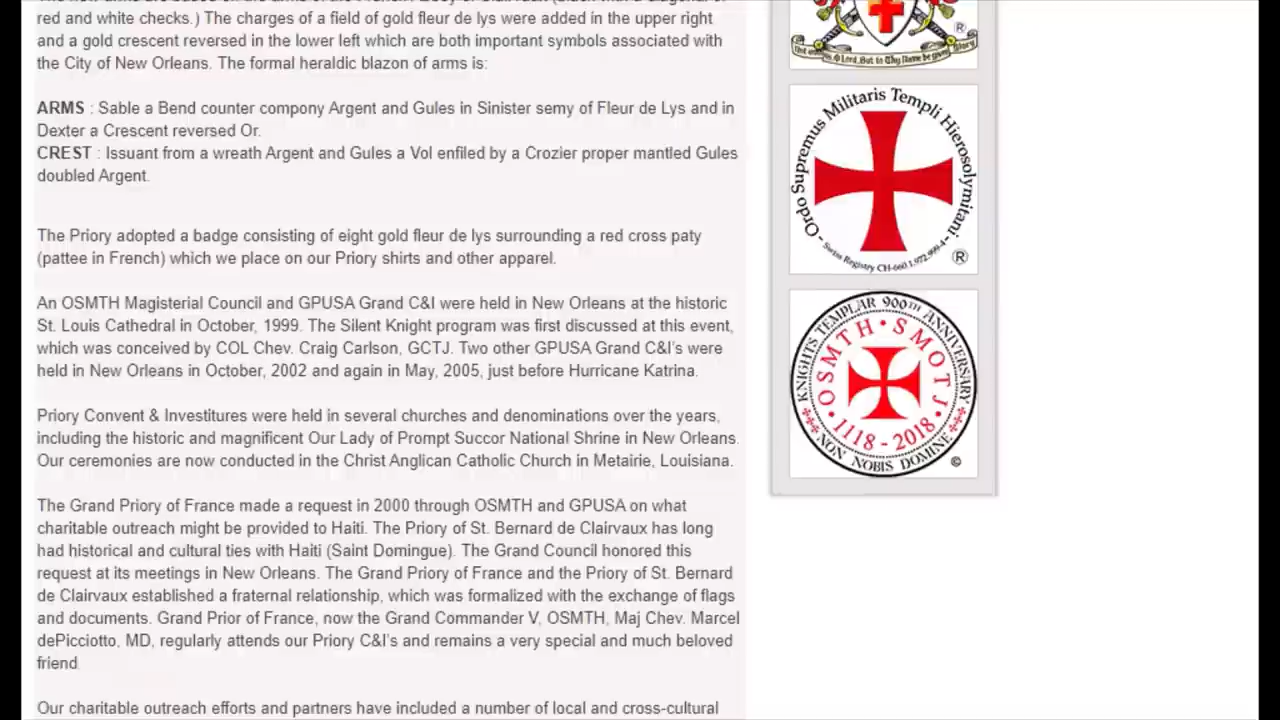 red and white checks.) The charges of a field of gold fleur de lys were added in the upper right
and a gold crescent reversed in the lower left which are both important symbols associated with
the City of New Orleans. The formal heraldic blazon of arms is:
ARMS : Sable a Bend counter company Argent and Gules in Sinister semy of Fleur de Lys and in
Dexter a Crescent reversed Or.
CREST : Issuant from a wreath Argent and Gules a Vol enfiled by a Crozier proper mantled Gules
doubled Argent.
The Priory adopted a badge consisting of eight gold fleur de lys surrounding a red cross paty
(pattee in French) which we place on our Priory shirts and other apparel.
An OSMTH Magisterial Council and GPUSA Grand C&I were held in New Orleans at the historic
St. Louis Cathedral in October, 1999. The Silent Knight program was first discussed at this event,
which was conceived by COL Chev. Craig Carlson, GCTJ. Two other GPUSA Grand C&I's were
held in New Orleans in October, 2002 and again in May, 2005, just before Hurricane Katrina.
Priory Convent & Investitures were held in several churches and denominations over the years,
including the historic and magnificent Our Lady of Prompt Succor National Shrine in New Orleans.
Our ceremonies are now conducted in the Christ Anglican Catholic Church in Metairie, Louisiana.
The Grand Priory of France made a request in 2000 through OSMTH and GPUSA on what
charitable outreach might be provided to Haiti. The Priory of St. Bernard de Clairvaux has long
had historical and cultural ties with Haiti (Saint Domingue). The Grand Council honored this
request at its meetings in New Orleans. The Grand Priory of France and the Priory of St. Bernard
de Clairvaux established a fraternal relationship, which was formalized with the exchange of flags
and documents. Grand Prior of France, now the Grand Commander V, OSMTH, Maj Chev. Marcel
dePicciotto, MD, regularly attends our Priory C&I's and remains a very special and much beloved
friend.
Our charitable outreach efforts and partners have included a number of local and cross-cultural
O Lord, But to Thy Name be given Glory
®
Ordo Supremus Militaris Templi Hierosolymitani
Swiss Registry CH-660.1.972.999-4
®
KNIGHTS TEMPLAR 900TH ANNIVERSARY
OSMTH • SMOTJ
1118 - 2018
NON NOBIS DOMINE
©